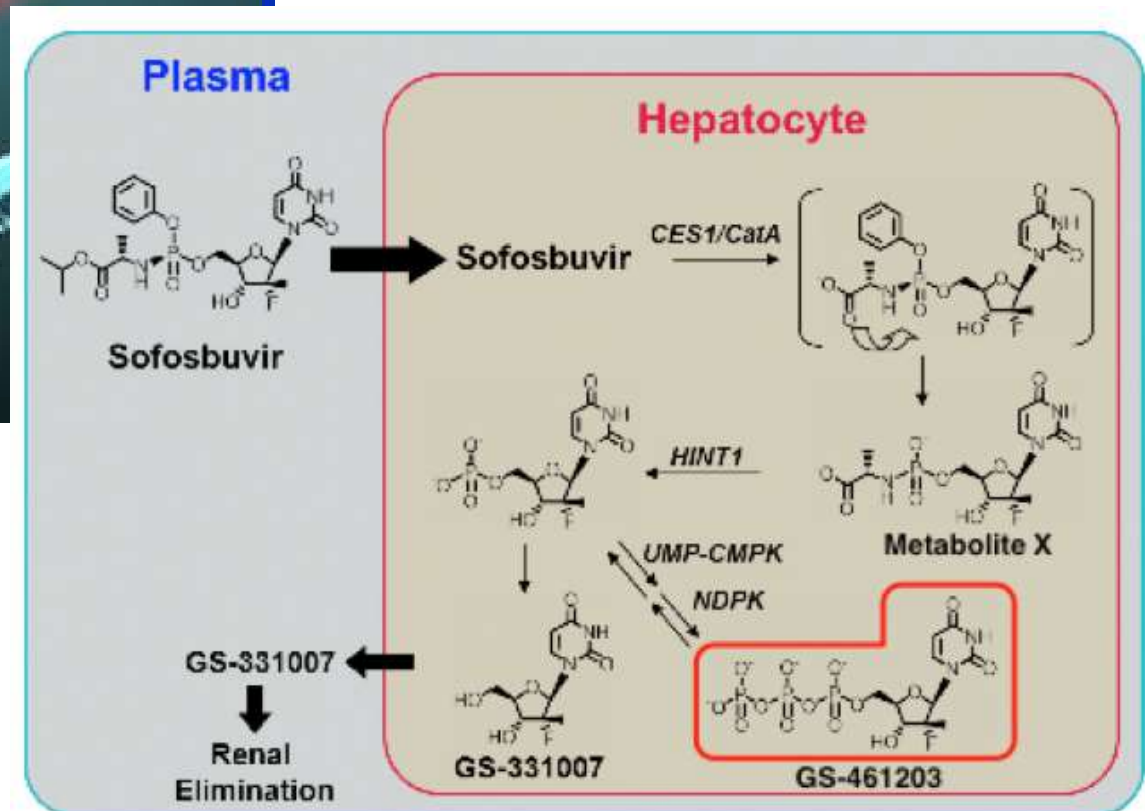 Plasma
Hepatocyte
Sofosbuvir
CES1/CatA
Sofosbuvir
HINT1
Metabolite X
UMP-CMPK
NDPK
GS-331007
Renal
Elimination
GS-331007
GS-461203